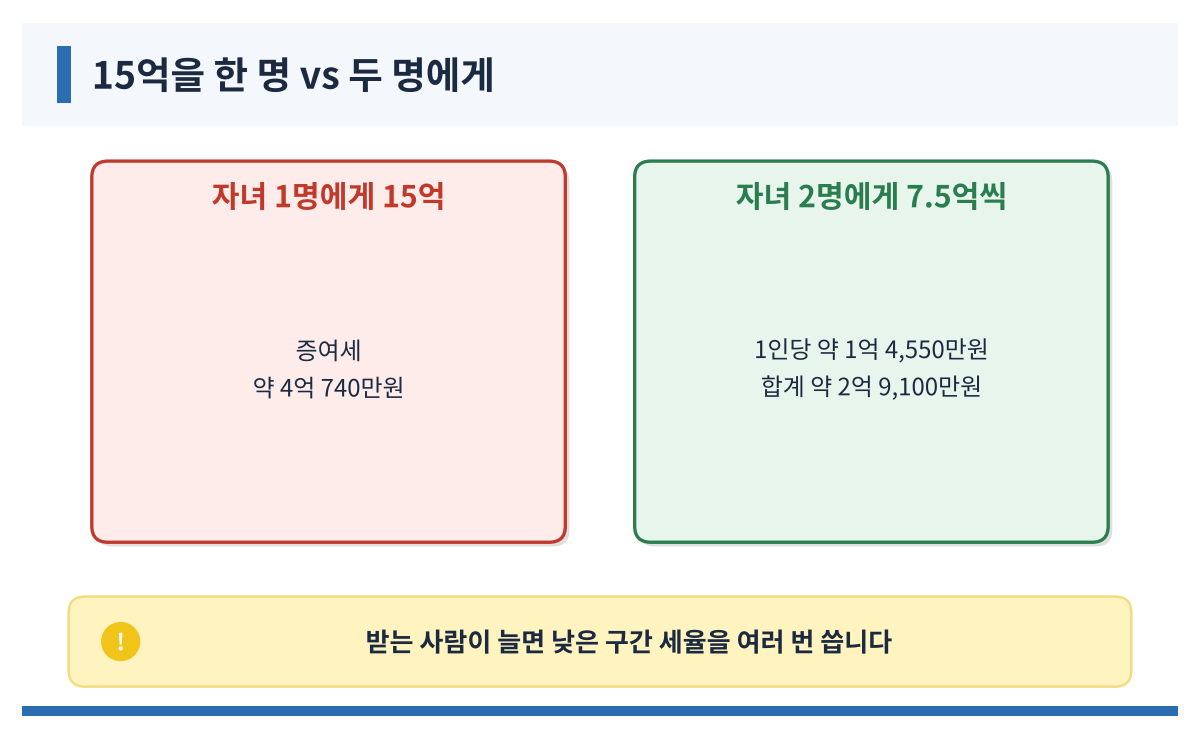 15억을 한 명 vs 두 명에게
자녀 1명에게 15억
증여세
약 4억 740만원
자녀 2명에게 7.5억씩
1인당 약 1억 4,550만원
합계 약 2억 9,100만원
!
받는 사람이 늘면 낮은 구간 세율을 여러 번 씁니다